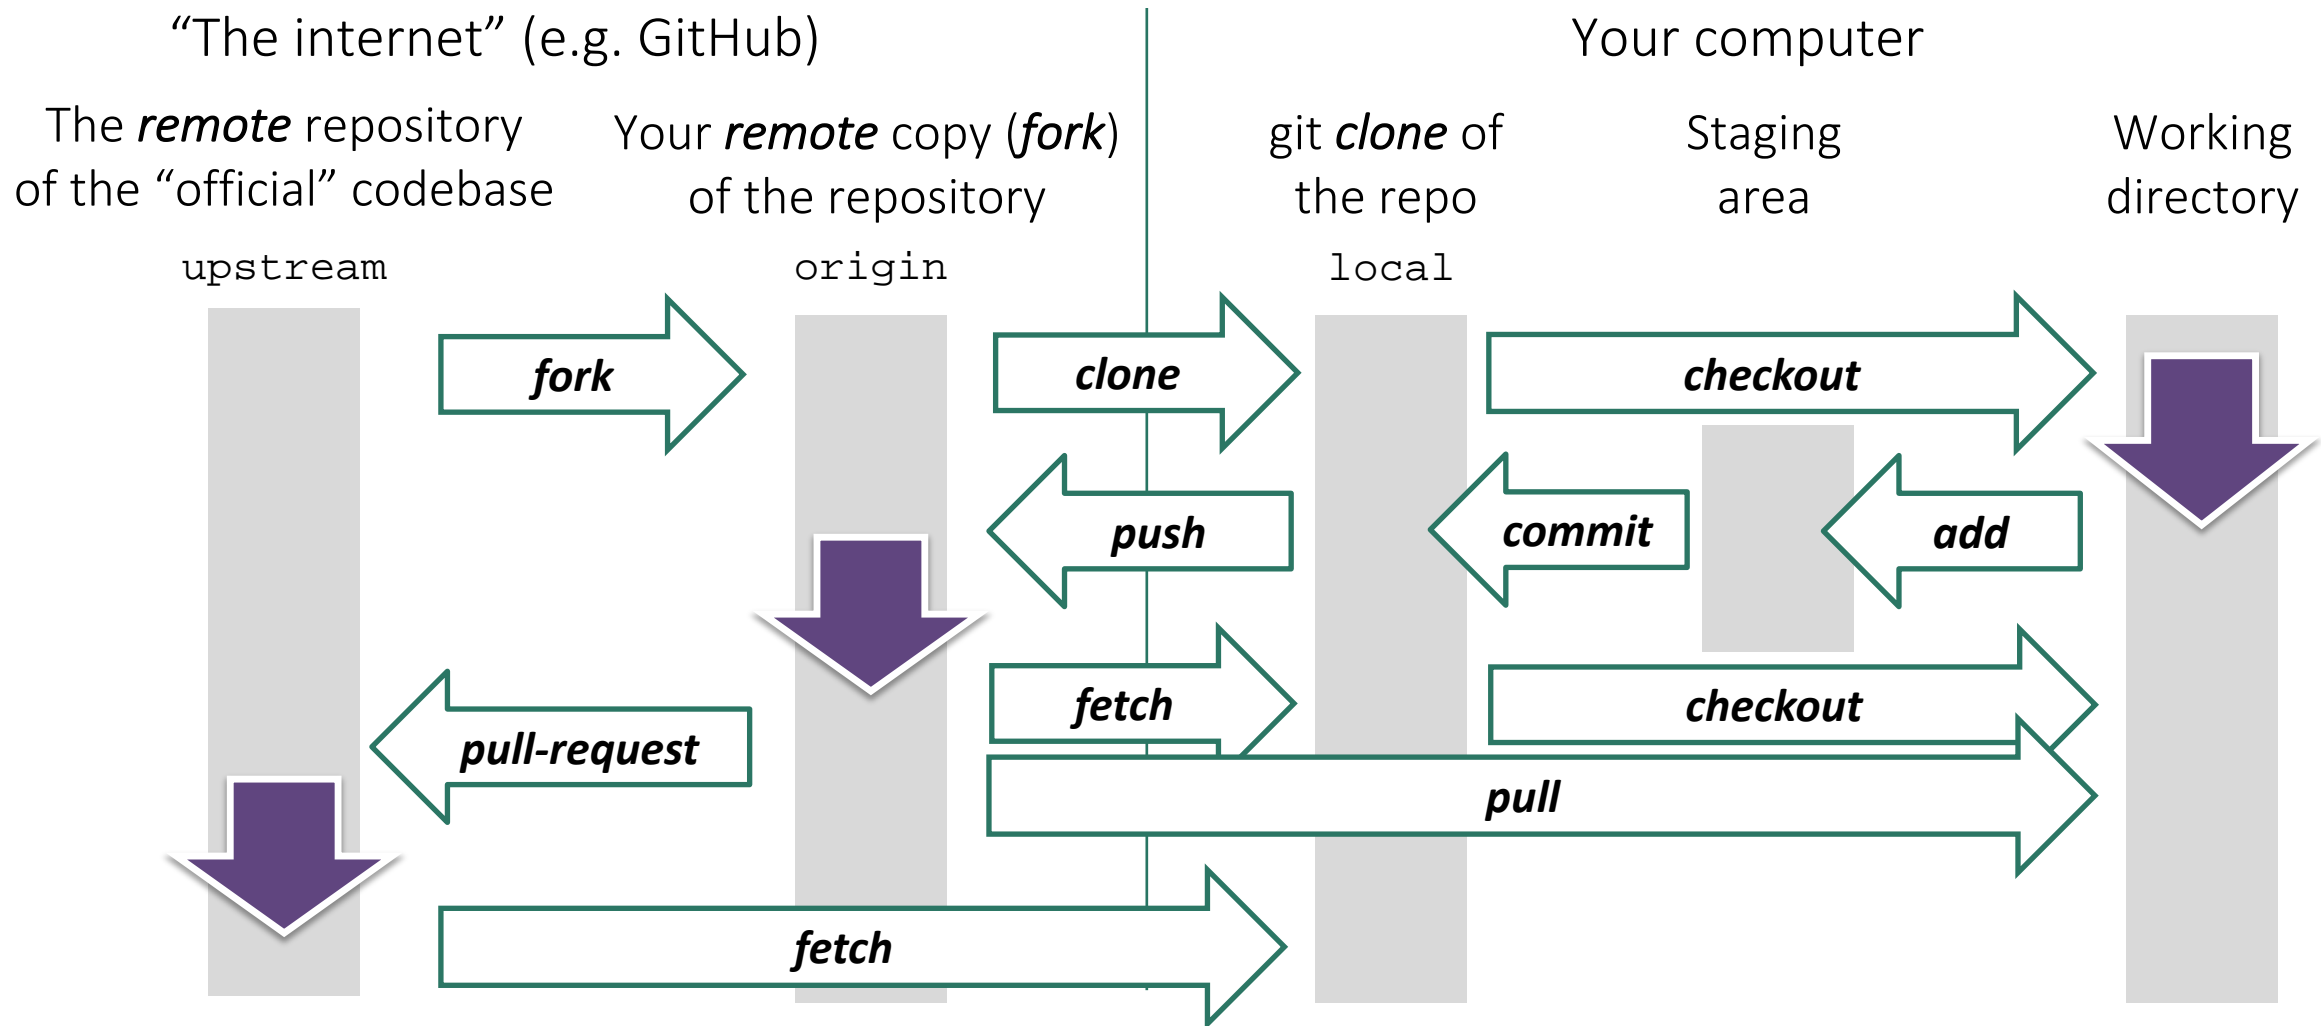 “The internet” (e.g. GitHub)
Your computer
The remote repository
of the “official” codebase
upstream
Your remote copy (fork)
of the repository
origin
git clone of
the repo
local
Staging
area
Working
directory
fork
clone
checkout
push
commit
add
fetch
checkout
pull-request
pull
fetch